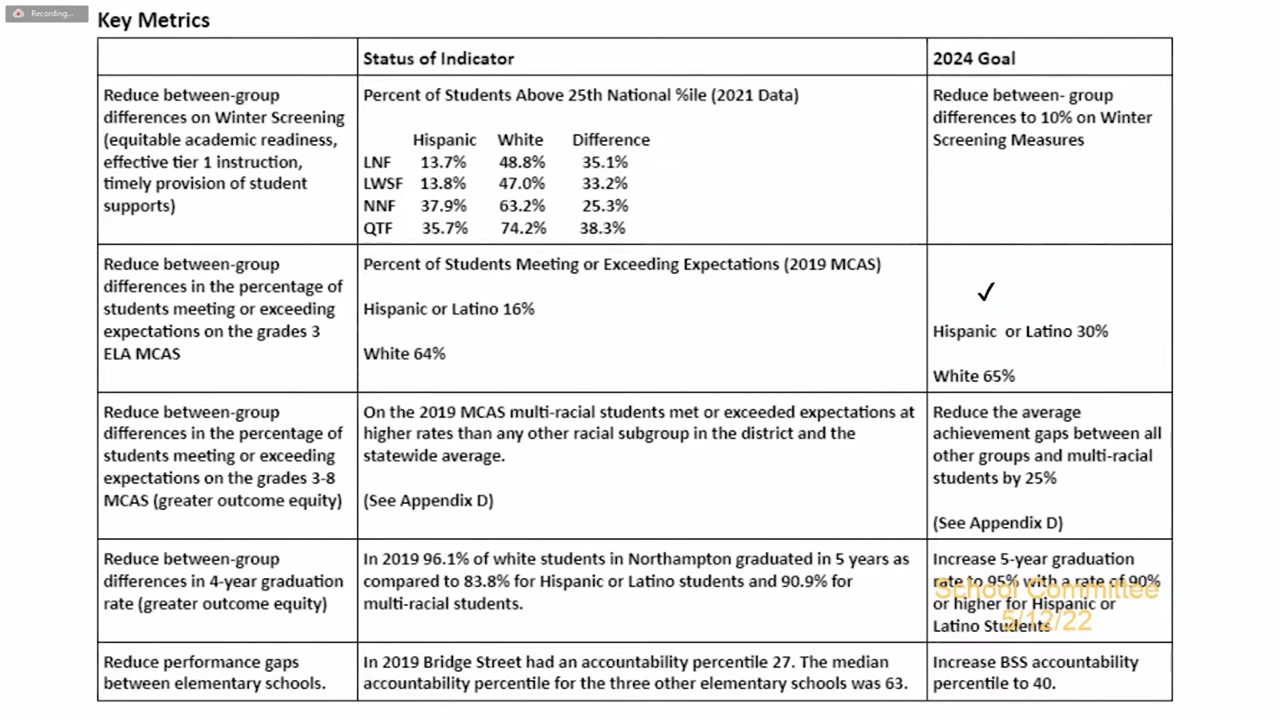 Recording...
Key Metrics
Status of Indicator
2024 Goal
Reduce between-group
differences on Winter Screening
(equitable academic readiness,
effective tier 1 instruction,
timely provision of student
supports)
Percent of Students Above 25th National %ile (2021 Data)
Hispanic White Difference
LNF 13.7% 48.8% 35.1%
LWSF 13.8% 47.0% 33.2%
NNF 37.9% 63.2% 25.3%
QTF 35.7% 74.2% 38.3%
Reduce between- group
differences to 10% on Winter
Screening Measures
Reduce between-group
differences in the percentage of
students meeting or exceeding
expectations on the grades 3
ELA MCAS
Percent of Students Meeting or Exceeding Expectations (2019 MCAS)
Hispanic or Latino 16%
White 64%
✓
Hispanic or Latino 30%
White 65%
Reduce between-group
differences in the percentage of
students meeting or exceeding
expectations on the grades 3-8
MCAS (greater outcome equity)
On the 2019 MCAS multi-racial students met or exceeded expectations at
higher rates than any other racial subgroup in the district and the
statewide average.
(See Appendix D)
Reduce the average
achievement gaps between all
other groups and multi-racial
students by 25%
(See Appendix D)
Reduce between-group
differences in 4-year graduation
rate (greater outcome equity)
In 2019 96.1% of white students in Northampton graduated in 5 years as
compared to 83.8% for Hispanic or Latino students and 90.9% for
multi-racial students.
Increase 5-year graduation
rate to 95% with a rate of 90%
or higher for Hispanic or
Latino Students
School Committee
5/12/22
Reduce performance gaps
between elementary schools.
In 2019 Bridge Street had an accountability percentile 27. The median
accountability percentile for the three other elementary schools was 63.
Increase BSS accountability
percentile to 40.